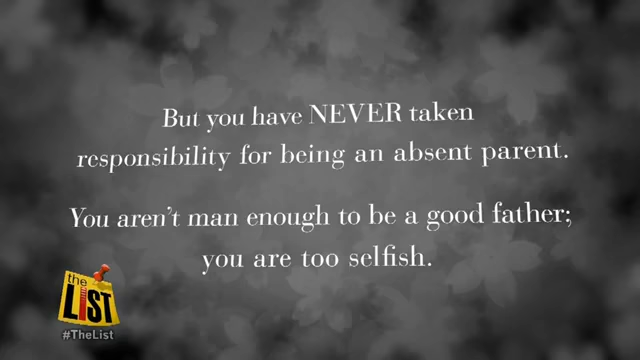 But you have NEVER taken
responsibility for being an absent parent.
You aren't man enough to be a good father;
you are too selfish.
the
LIST
#TheList